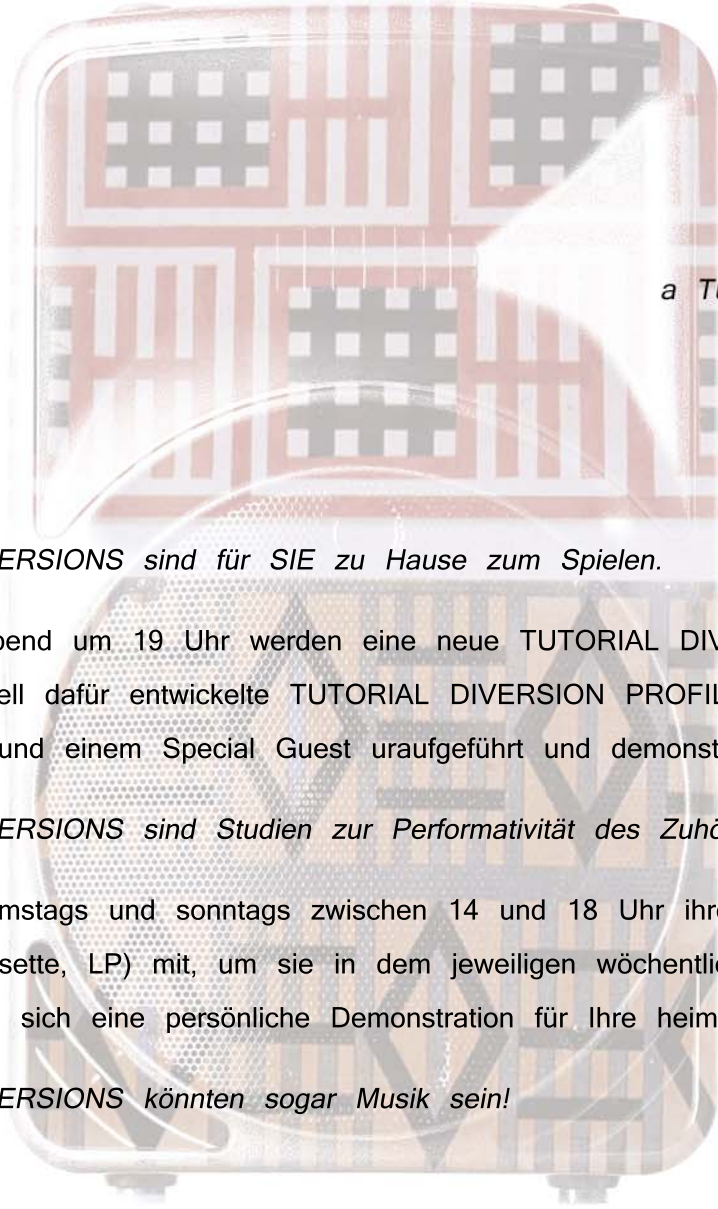 a Tu
ERSIONS sind für SIE zu Hause zum Spielen.
bend um 19 Uhr werden eine neue TUTORIAL DIV
ell dafür entwickelte TUTORIAL DIVERSION PROFIL
und einem Special Guest uraufgeführt und demonst
ERSIONS sind Studien zur Performativität des Zuhö
mstags und sonntags zwischen 14 und 18 Uhr ihre
sette, LP) mit, um sie in dem jeweiligen wöchentlic
sich eine persönliche Demonstration für Ihre heim
ERSIONS könnten sogar Musik sein!